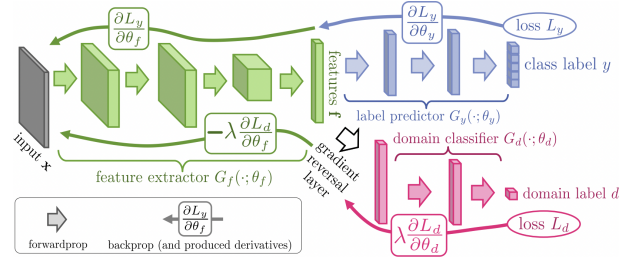 ∂L_y/∂θ_f
∂L_y/∂θ_y
loss L_y
features f
class label y
label predictor G_y(·; θ_y)
input x
−λ ∂L_d/∂θ_f
feature extractor G_f(·; θ_f)
gradient
reversal
layer
domain classifier G_d(·; θ_d)
domain label d
λ ∂L_d/∂θ_d
loss L_d
forwardprop
∂L_y/∂θ_f
backprop (and produced derivatives)